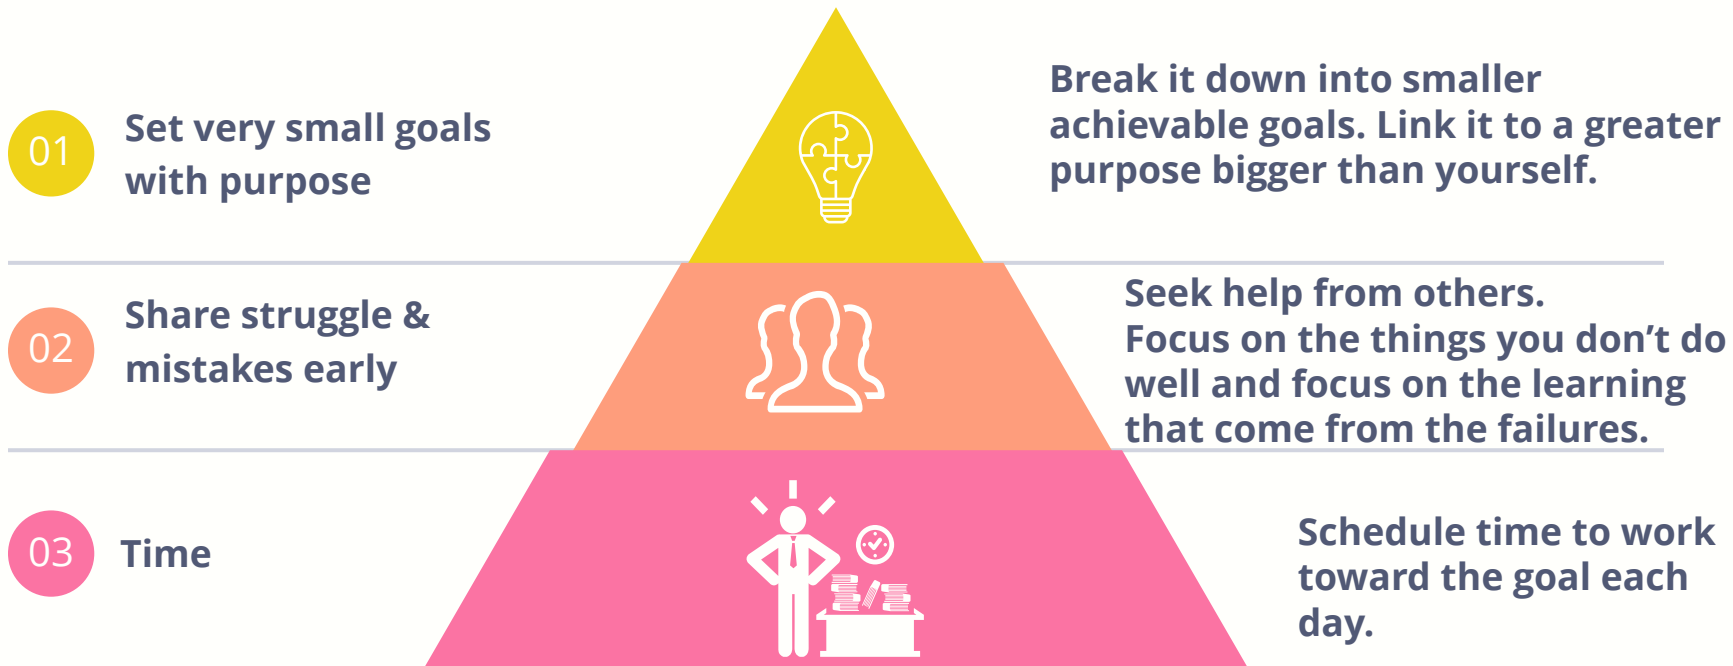 01
Set very small goals
with purpose
Break it down into smaller
achievable goals. Link it to a greater
purpose bigger than yourself.
02
Share struggle &
mistakes early
Seek help from others.
Focus on the things you don’t do
well and focus on the learning
that come from the failures.
03
Time
Schedule time to work
toward the goal each
day.